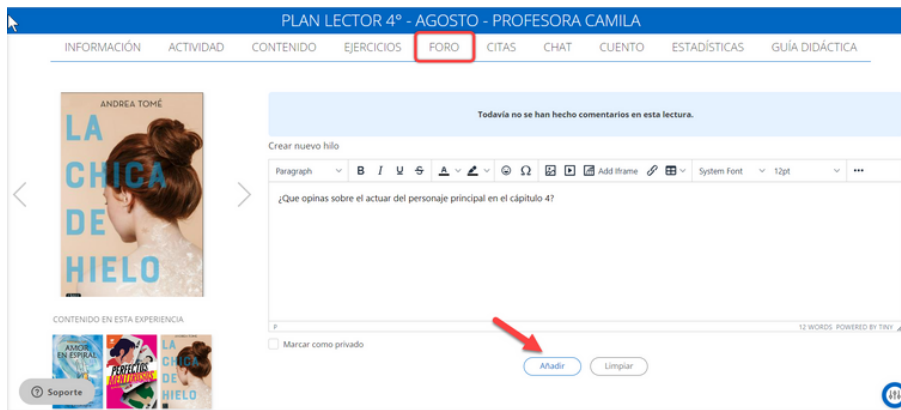 PLAN LECTOR 4° - AGOSTO - PROFESORA CAMILA
INFORMACIÓN ACTIVIDAD CONTENIDO EJERCICIOS FORO CITAS CHAT CUENTO ESTADÍSTICAS GUÍA DIDÁCTICA
ANDREA TOMÉ
LA
CHICA
DE
HIELO
Todavía no se han hecho comentarios en esta lectura.
Crear nuevo hilo
Paragraph B I U S A Ω Add Iframe System Font 12pt
¿Que opinas sobre el actuar del personaje principal en el cápitulo 4?
P 12 WORDS POWERED BY TINY
Marcar como privado
Añadir Limpiar
CONTENIDO EN ESTA EXPERIENCIA
AMOR
EN ESPIRAL
PERFECTOS
MENTIROSOS
LA
CHICA
DE
HIELO
Soporte